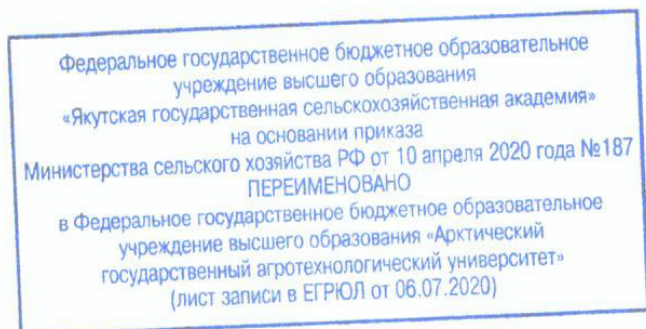 Федеральное государственное бюджетное образовательное
учреждение высшего образования
«Якутская государственная сельскохозяйственная академия»
на основании приказа
Министерства сельского хозяйства РФ от 10 апреля 2020 года №187
ПЕРЕИМЕНОВАНО
в Федеральное государственное бюджетное образовательное
учреждение высшего образования «Арктический
государственный агротехнологический университет»
(лист записи в ЕГРЮЛ от 06.07.2020)